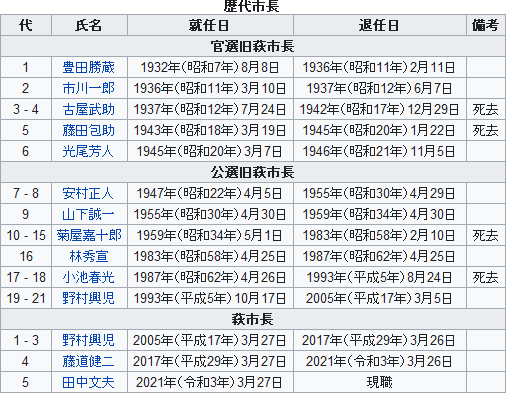 歴代市長
代 氏名 就任日 退任日 備考
官選旧萩市長
1 豊田勝蔵 1932年(昭和7年)8月8日 1936年(昭和11年)2月11日
2 市川一郎 1936年(昭和11年)3月10日 1937年(昭和12年)6月7日
3 - 4 古屋武助 1937年(昭和12年)7月24日 1942年(昭和17年)12月29日 死去
5 藤田包助 1943年(昭和18年)3月19日 1945年(昭和20年)1月22日 死去
6 光尾芳人 1945年(昭和20年)3月7日 1946年(昭和21年)11月5日
公選旧萩市長
7 - 8 安村正人 1947年(昭和22年)4月5日 1955年(昭和30年)4月29日
9 山下誠一 1955年(昭和30年)4月30日 1959年(昭和34年)4月30日
10 - 15 菊屋嘉十郎 1959年(昭和34年)5月1日 1983年(昭和58年)2月10日 死去
16 林秀宣 1983年(昭和58年)4月25日 1987年(昭和62年)4月25日
17 - 18 小池春光 1987年(昭和62年)4月26日 1993年(平成5年)8月24日 死去
19 - 21 野村興児 1993年(平成5年)10月17日 2005年(平成17年)3月5日
萩市長
1 - 3 野村興児 2005年(平成17年)3月27日 2017年(平成29年)3月26日
4 藤道健二 2017年(平成29年)3月27日 2021年(令和3年)3月26日
5 田中文夫 2021年(令和3年)3月27日 現職